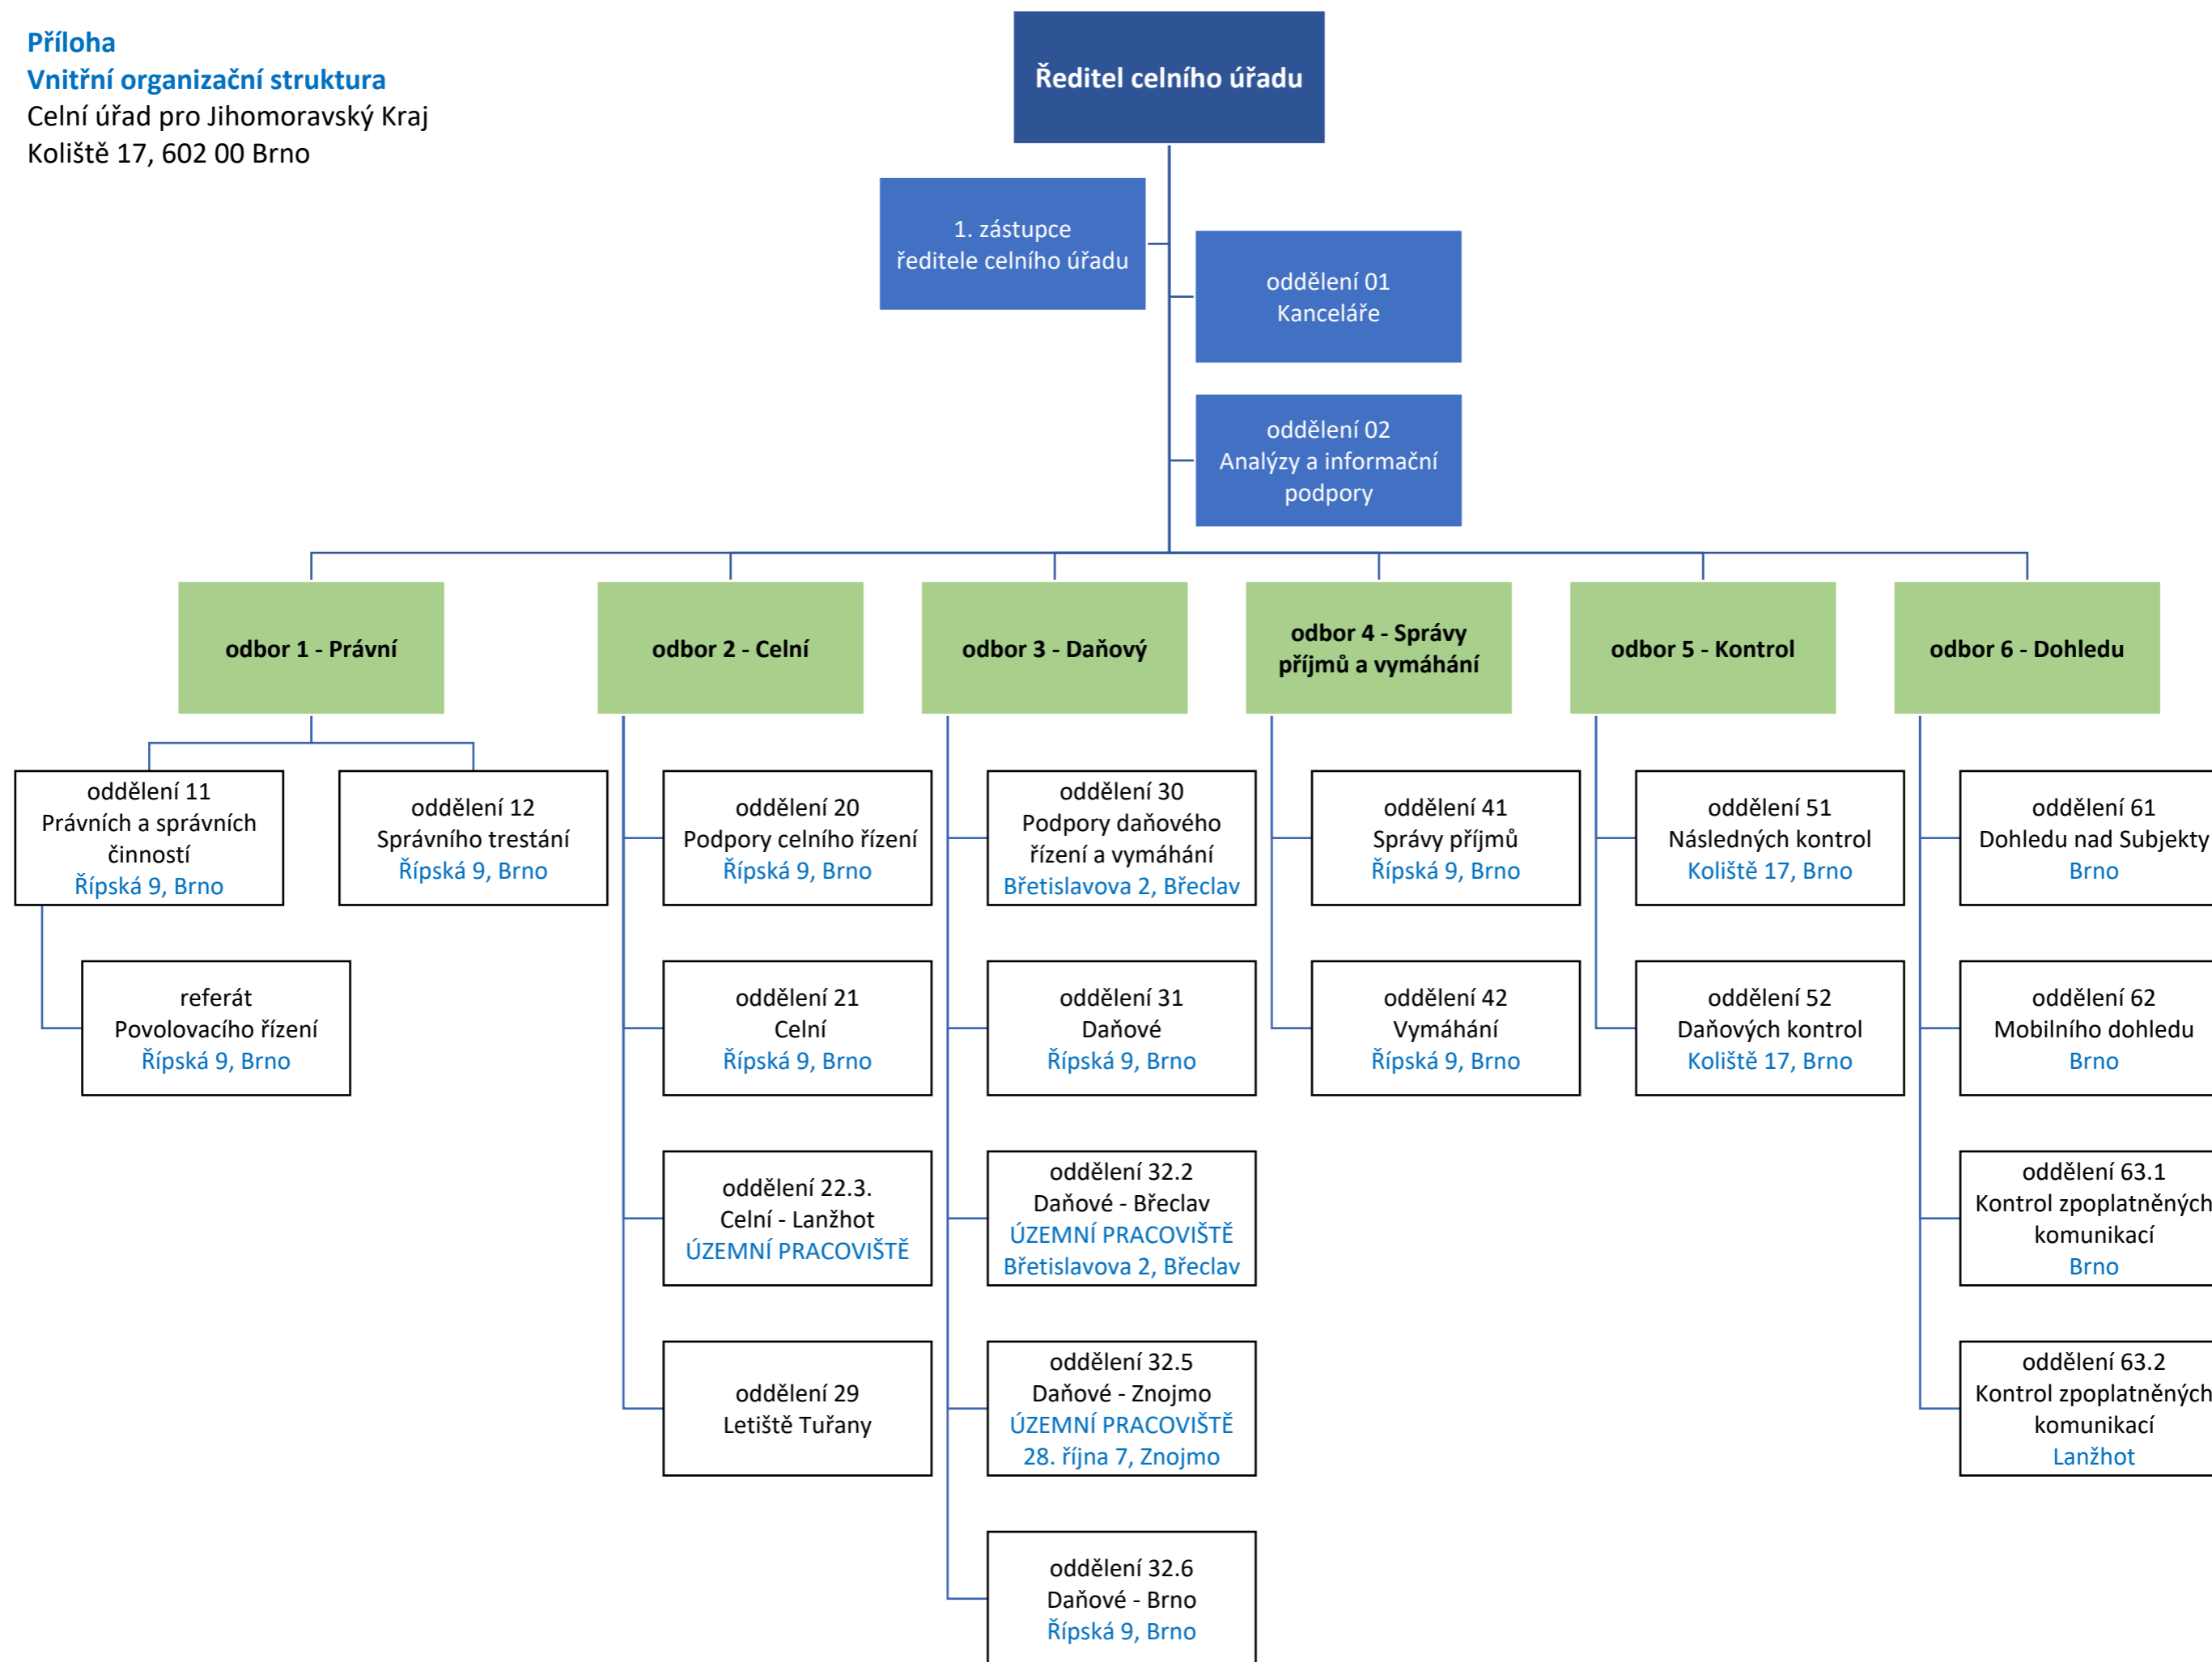 Příloha
Vnitřní organizační struktura
Celní úřad pro Jihomoravský Kraj
Koliště 17, 602 00 Brno
Ředitel celního úřadu
1. zástupce
ředitele celního úřadu
oddělení 01
Kanceláře
oddělení 02
Analýzy a informační
podpory
odbor 1 - Právní
odbor 2 - Celní
odbor 3 - Daňový
odbor 4 - Správy
příjmů a vymáhání
odbor 5 - Kontrol
odbor 6 - Dohledu
oddělení 11
Právních a správních
činností
Řípská 9, Brno
oddělení 12
Správního trestání
Řípská 9, Brno
oddělení 20
Podpory celního řízení
Řípská 9, Brno
oddělení 30
Podpory daňového
řízení a vymáhání
Břetislavova 2, Břeclav
oddělení 41
Správy příjmů
Řípská 9, Brno
oddělení 51
Následných kontrol
Koliště 17, Brno
oddělení 61
Dohledu nad Subjekty
Brno
referát
Povolovacího řízení
Řípská 9, Brno
oddělení 21
Celní
Řípská 9, Brno
oddělení 31
Daňové
Řípská 9, Brno
oddělení 42
Vymáhání
Řípská 9, Brno
oddělení 52
Daňových kontrol
Koliště 17, Brno
oddělení 62
Mobilního dohledu
Brno
oddělení 22.3.
Celní - Lanžhot
ÚZEMNÍ PRACOVIŠTĚ
oddělení 32.2
Daňové - Břeclav
ÚZEMNÍ PRACOVIŠTĚ
Břetislavova 2, Břeclav
oddělení 63.1
Kontrol zpoplatněných
komunikací
Brno
oddělení 29
Letiště Tuřany
oddělení 32.5
Daňové - Znojmo
ÚZEMNÍ PRACOVIŠTĚ
28. října 7, Znojmo
oddělení 63.2
Kontrol zpoplatněných
komunikací
Lanžhot
oddělení 32.6
Daňové - Brno
Řípská 9, Brno